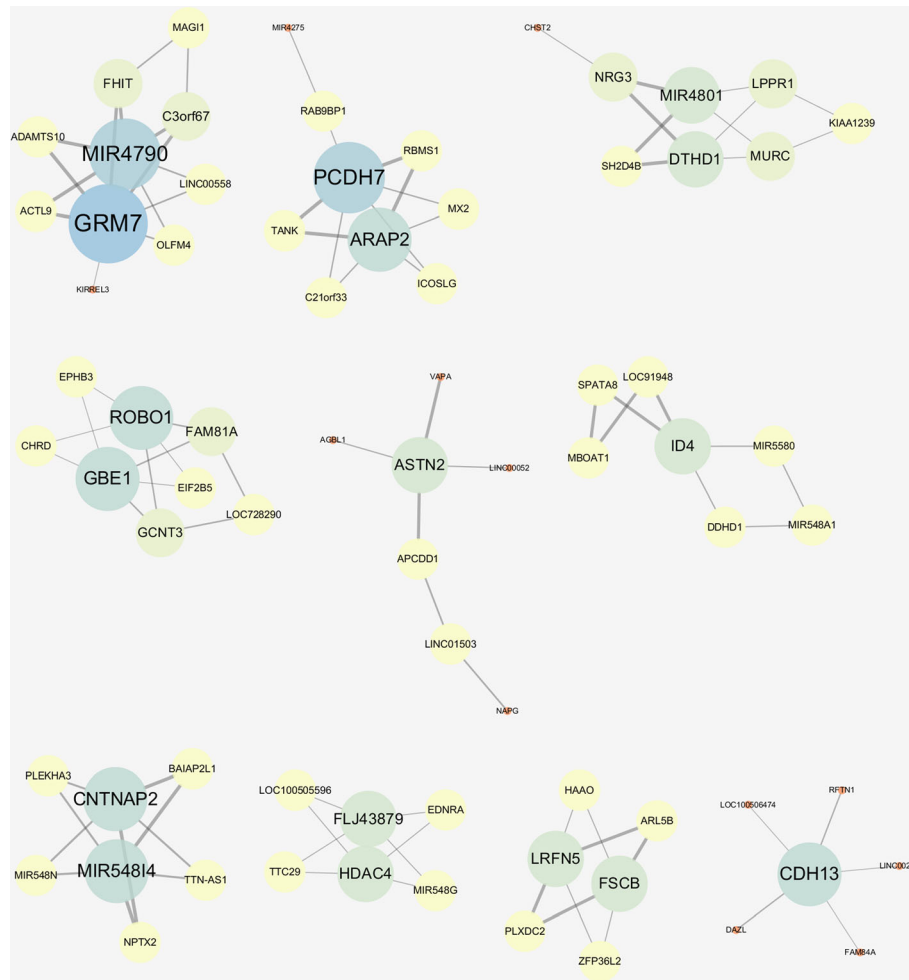 MAGI1
FHIT
C3orf67
ADAMTS10
MIR4790
LINC00558
ACTL9
GRM7
OLFM4
KIRREL3
MIR4275
RAB9BP1
RBMS1
PCDH7
MX2
TANK
ARAP2
C21orf33
ICOSLG
CHST2
NRG3
LPPR1
MIR4801
KIAA1239
SH2D4B
DTHD1
MURC
EPHB3
ROBO1
FAM81A
CHRD
GBE1
EIF2B5
LOC728290
GCNT3
VAPA
AGBL1
ASTN2
LINC00052
APCDD1
LINC01503
NAPG
SPATA8
LOC91948
ID4
MIR5580
MBOAT1
DDHD1
MIR548A1
PLEKHA3
BAIAP2L1
CNTNAP2
MIR548I4
MIR548N
TTN-AS1
NPTX2
LOC100505596
EDNRA
FLJ43879
TTC29
HDAC4
MIR548G
HAAO
ARL5B
LRFN5
FSCB
PLXDC2
ZFP36L2
RFTN1
LOC100506474
LINC002
CDH13
DAZL
FAM84A